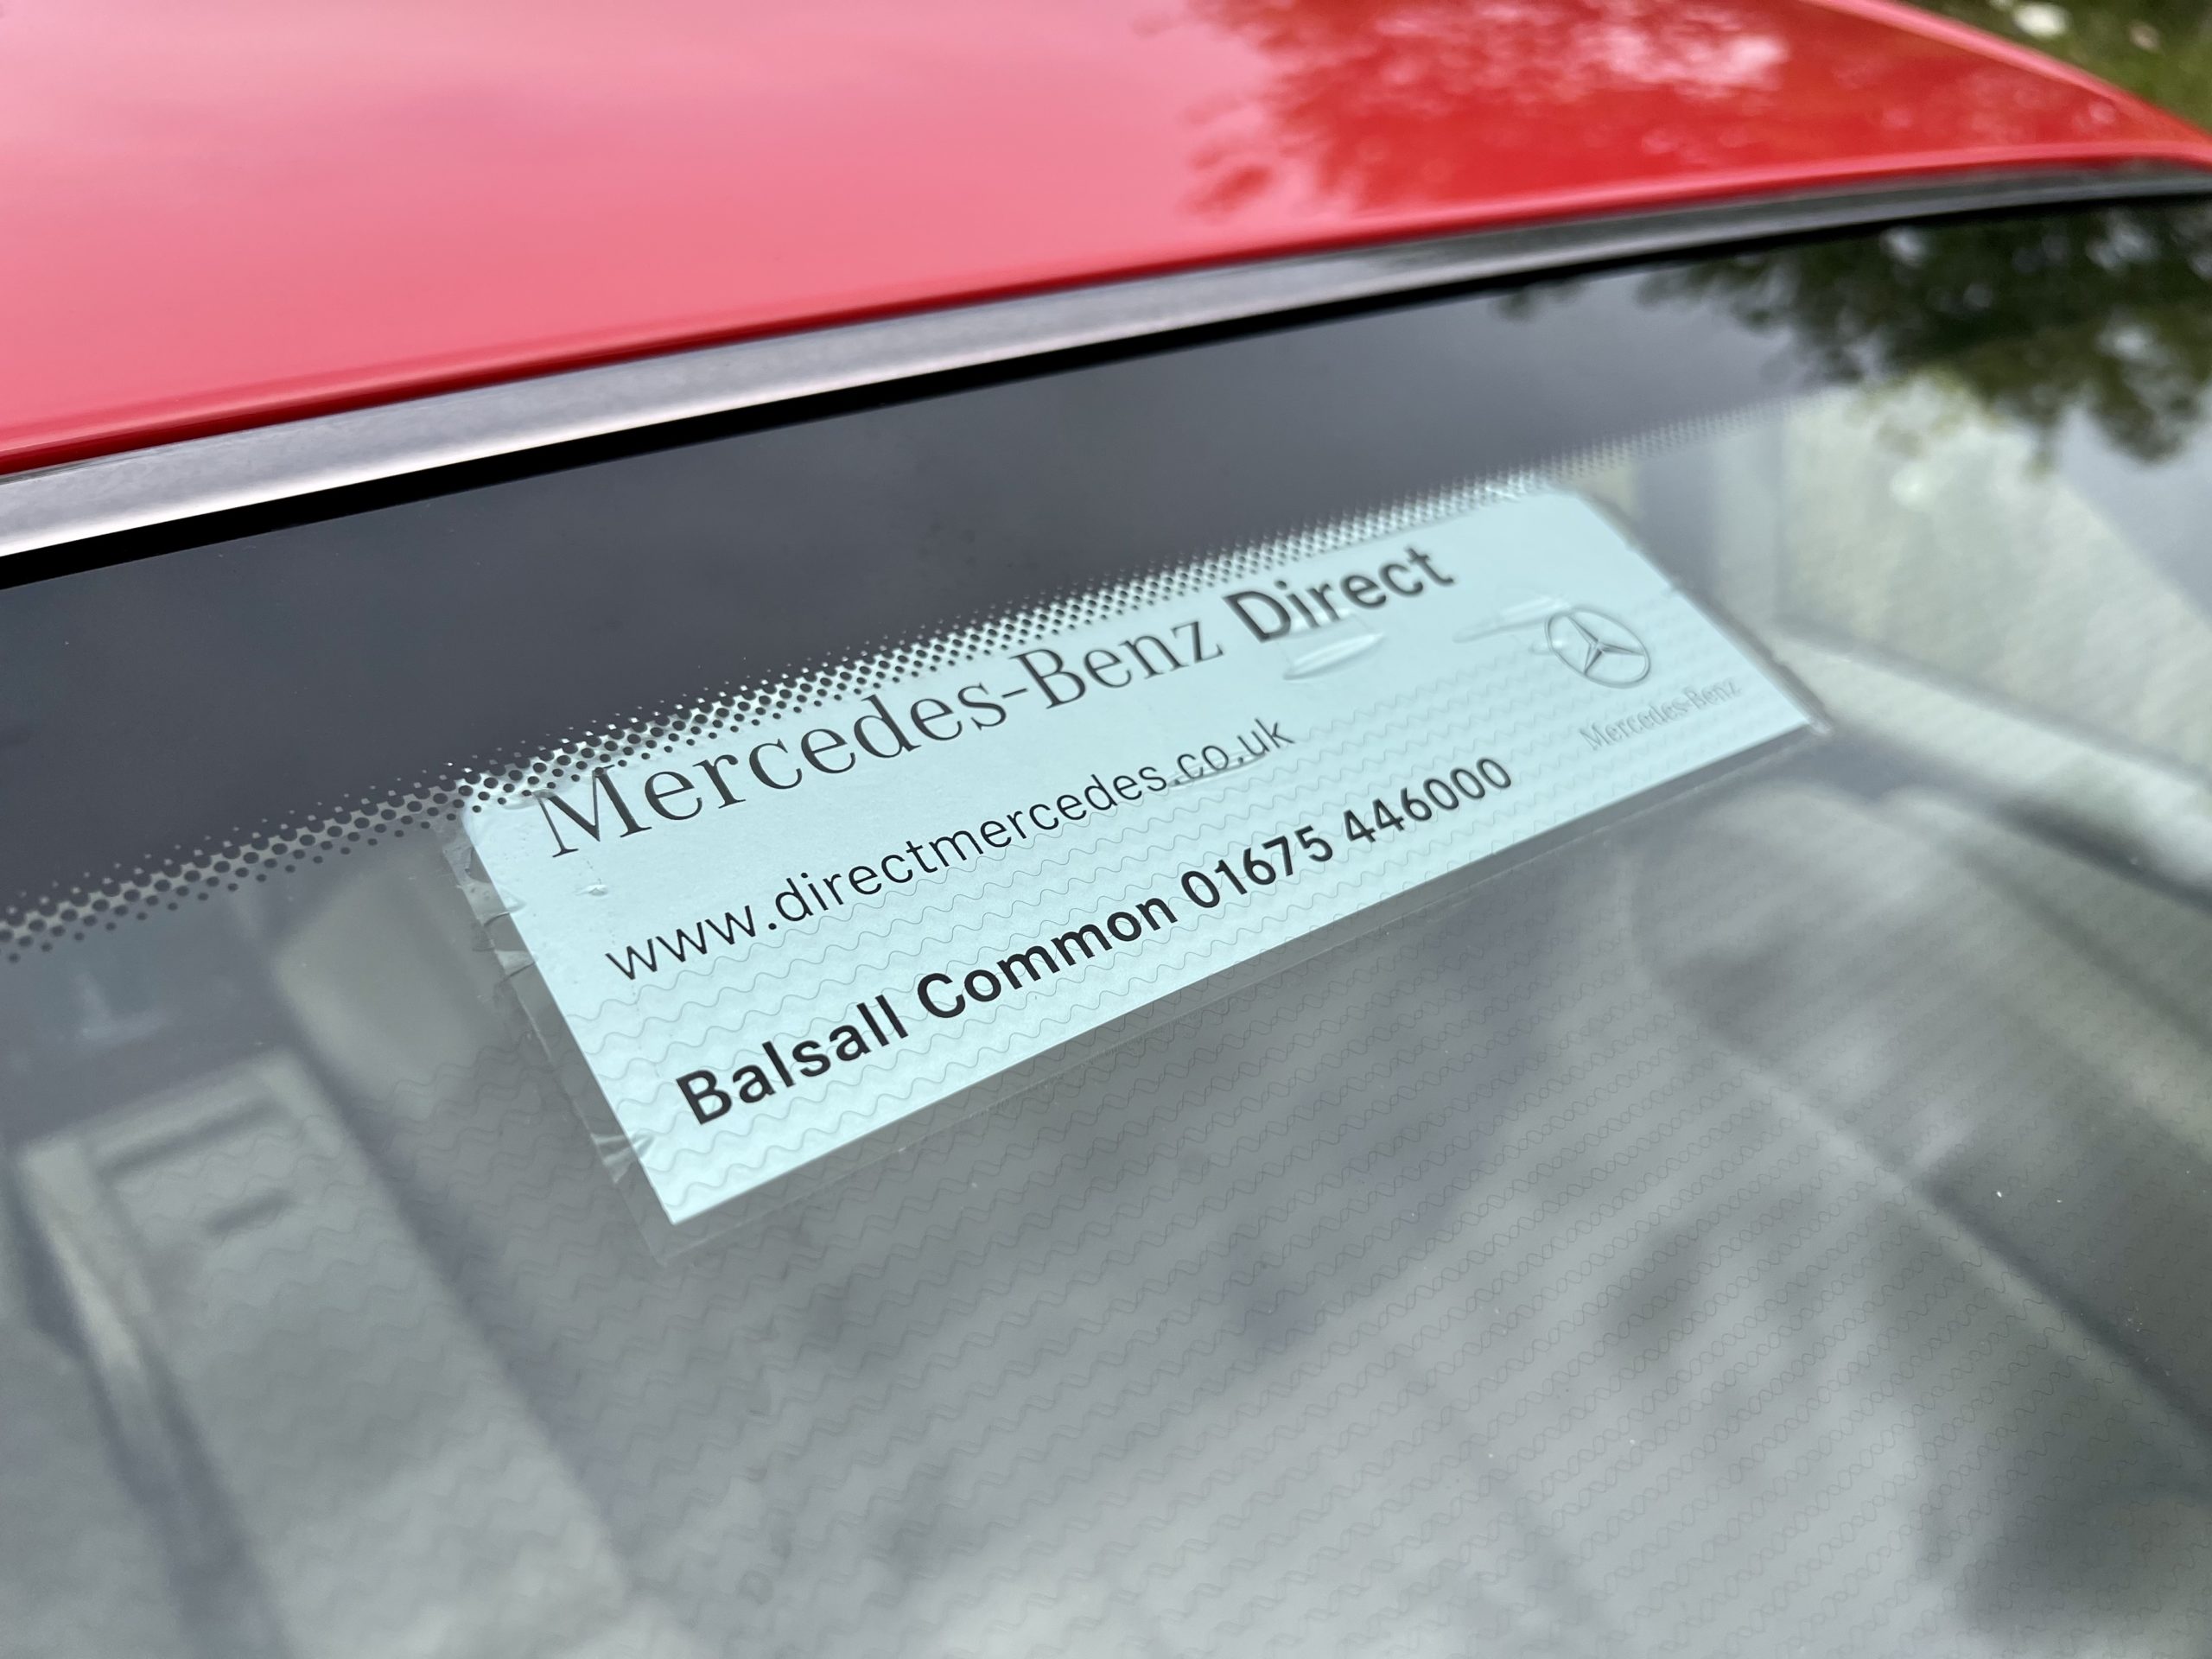 Mercedes-Benz Direct
www.directmercedes.co.uk
Balsall Common 01675 446000
Mercedes-Benz